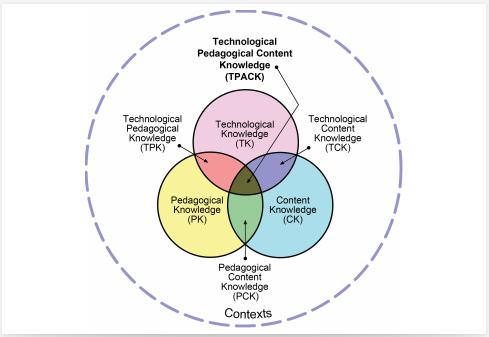 Technological
Pedagogical Content
Knowledge
(TPACK)
Technological
Pedagogical
Knowledge
(TPK)
Technological
Knowledge
(TK)
Technological
Content
Knowledge
(TCK)
Pedagogical
Knowledge
(PK)
Content
Knowledge
(CK)
Pedagogical
Content
Knowledge
(PCK)
Contexts